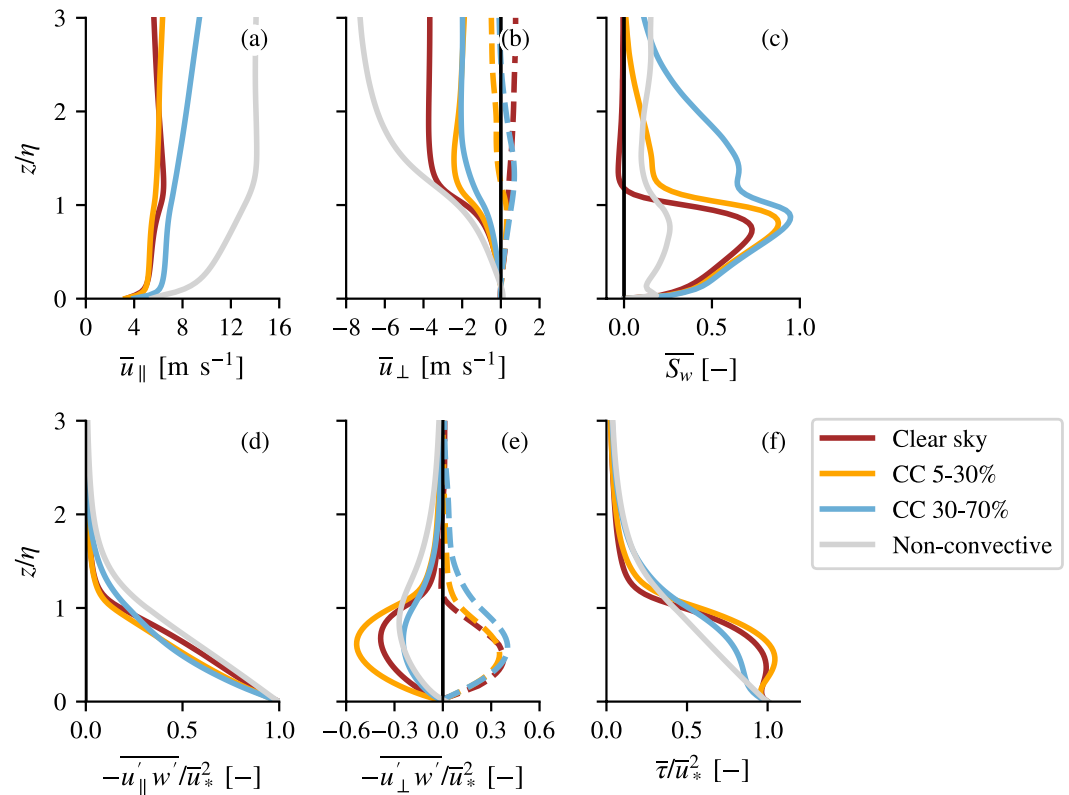 3
2
1
0
z/η
(a)
(b)
(c)
0 4 8 12 16
−8 −6 −4 −2 0 2
0.0 0.5 1.0
u̅∥ [m s⁻¹]
u̅⊥ [m s⁻¹]
S̅w̅ [−]
3
2
1
0
z/η
(d)
(e)
(f)
0.0 0.5 1.0
−0.6 −0.3 0.0 0.3 0.6
0.0 0.5 1.0
−u′∥ w′/u̅²* [−]
−u′⊥ w′/u̅²* [−]
τ̅/u̅²* [−]
Clear sky
CC 5-30%
CC 30-70%
Non-convective